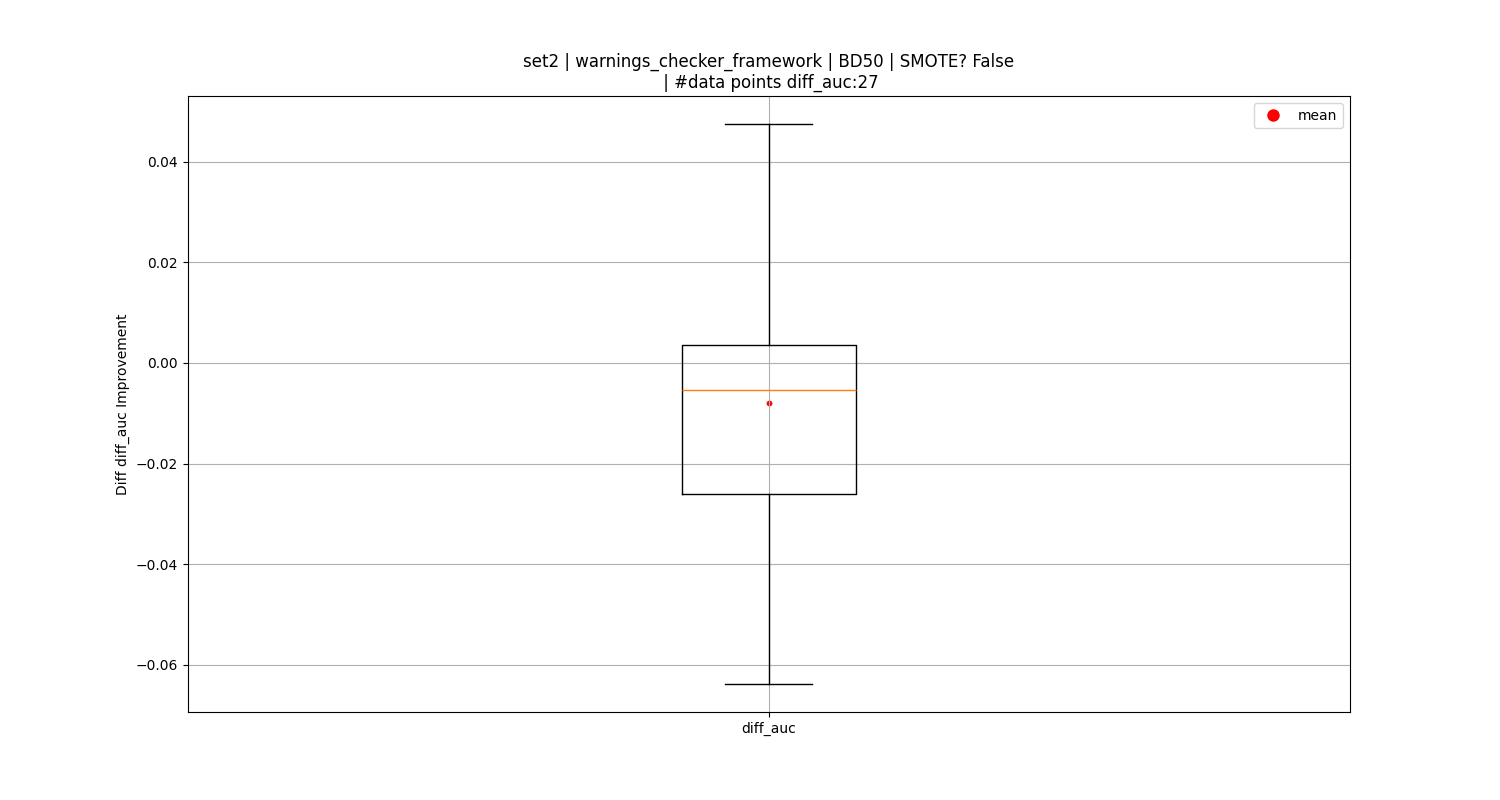 set2 | warnings_checker_framework | BD50 | SMOTE? False
| #data points diff_auc:27
mean
0.04
0.02
0.00
−0.02
−0.04
−0.06
Diff diff_auc Improvement
diff_auc